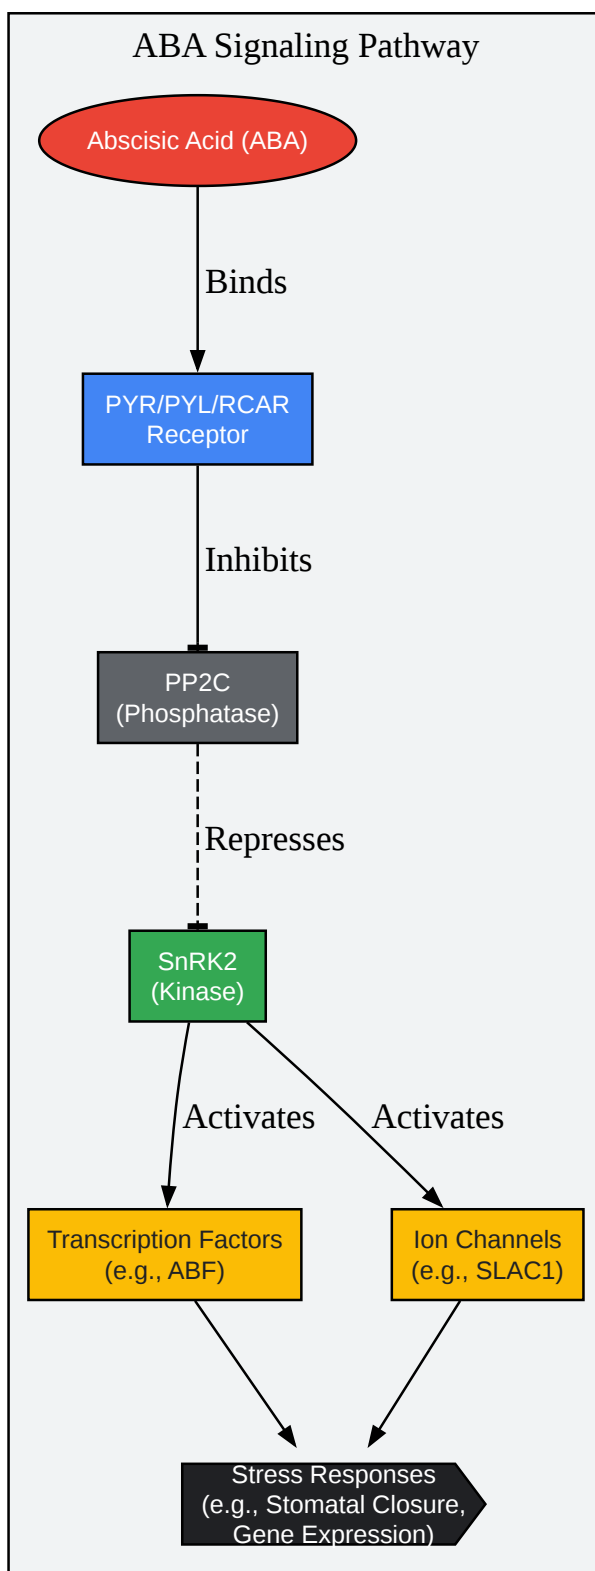 ABA Signaling Pathway
Abscisic Acid (ABA)
Binds
PYR/PYL/RCAR
Receptor
Inhibits
PP2C
(Phosphatase)
Represses
SnRK2
(Kinase)
Activates
Activates
Transcription Factors
(e.g., ABF)
Ion Channels
(e.g., SLAC1)
Stress Responses
(e.g., Stomatal Closure,
Gene Expression)